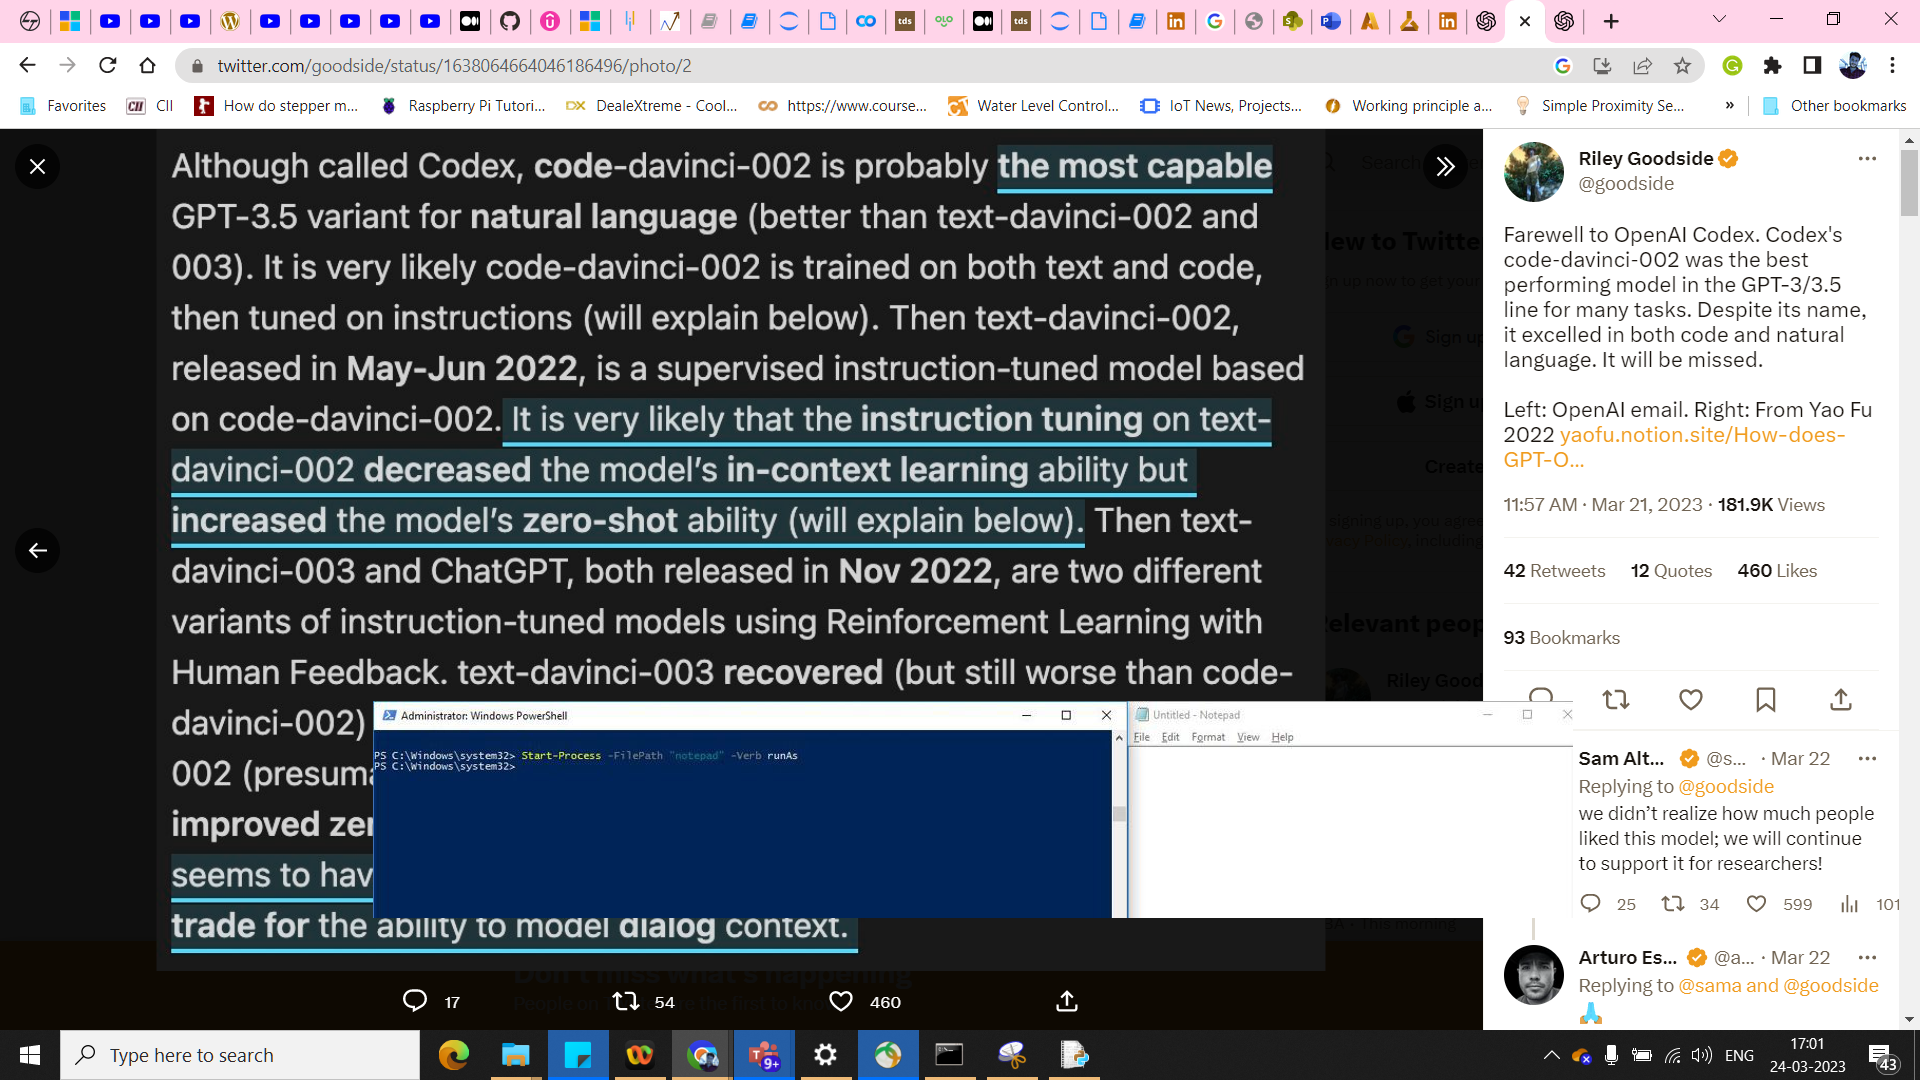 twitter.com/goodside/status/1638064664046186496/photo/2
Favorites
CII
How do stepper m...
Raspberry Pi Tutori...
DX DealeXtreme - Cool...
https://www.course...
Water Level Control...
IoT News, Projects...
Working principle a...
Simple Proximity Se...
»
Other bookmarks
Although called Codex, code-davinci-002 is probably the most capable
GPT-3.5 variant for natural language (better than text-davinci-002 and
003). It is very likely code-davinci-002 is trained on both text and code,
then tuned on instructions (will explain below). Then text-davinci-002,
released in May-Jun 2022, is a supervised instruction-tuned model based
on code-davinci-002. It is very likely that the instruction tuning on text-
davinci-002 decreased the model's in-context learning ability but
increased the model's zero-shot ability (will explain below). Then text-
davinci-003 and ChatGPT, both released in Nov 2022, are two different
variants of instruction-tuned models using Reinforcement Learning with
Human Feedback. text-davinci-003 recovered (but still worse than code-
davinci-002)
002 (presuma
improved zer
seems to hav
trade for the ability to model dialog context.
Administrator: Windows PowerShell
PS C:\Windows\system32> Start-Process -FilePath "notepad" -Verb runAs
PS C:\Windows\system32>
Untitled - Notepad
File Edit Format View Help
17
54
460
Riley Goodside
@goodside
Farewell to OpenAI Codex. Codex's
code-davinci-002 was the best
performing model in the GPT-3/3.5
line for many tasks. Despite its name,
it excelled in both code and natural
language. It will be missed.
Left: OpenAI email. Right: From Yao Fu
2022 yaofu.notion.site/How-does-
GPT-O...
11:57 AM · Mar 21, 2023 · 181.9K Views
42 Retweets 12 Quotes 460 Likes
93 Bookmarks
Sam Alt... @s... · Mar 22
Replying to @goodside
we didn't realize how much people
liked this model; we will continue
to support it for researchers!
25
34
599
101
Arturo Es... @a... · Mar 22
Replying to @sama and @goodside
Type here to search
9+
ENG
17:01
24-03-2023
43